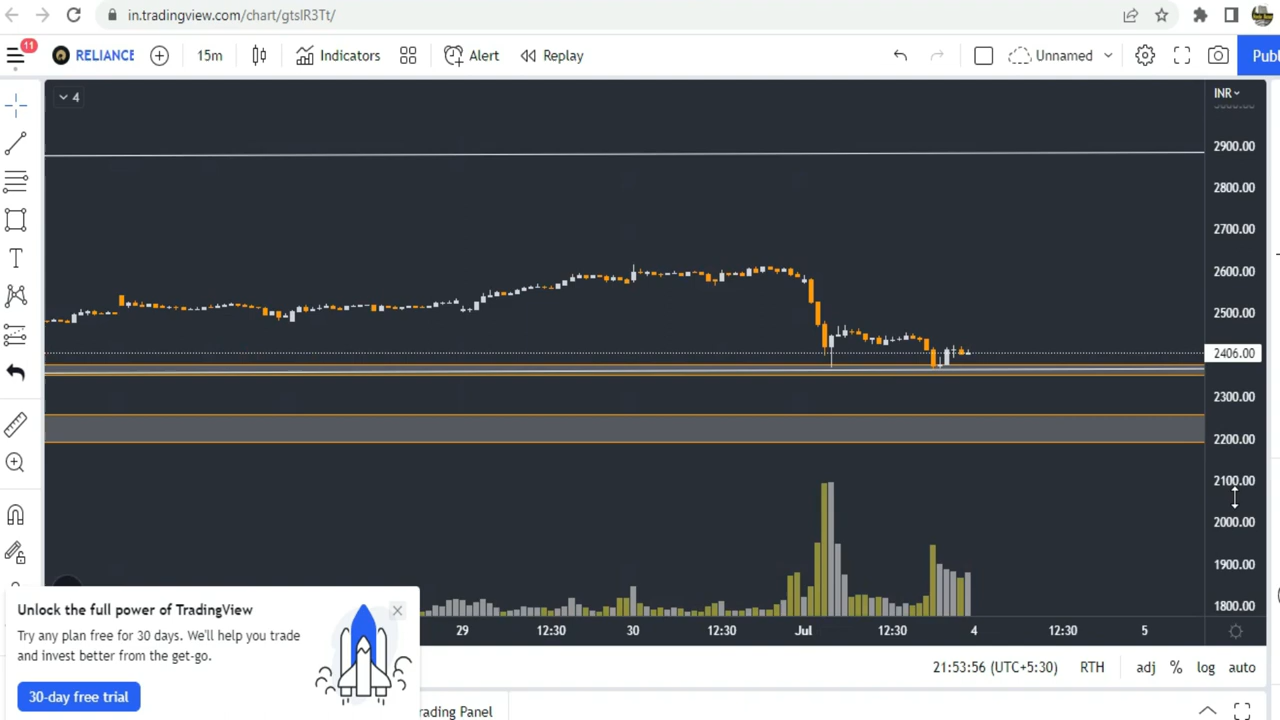 in.tradingview.com/chart/gtslR3Tt/
11
RELIANCE
15m
Indicators
Alert
Replay
Unnamed
Publ
4
INR
2900.00
2800.00
2700.00
2600.00
2500.00
2406.00
2300.00
2200.00
2100.00
2000.00
1900.00
1800.00
Unlock the full power of TradingView
Try any plan free for 30 days. We'll help you trade
and invest better from the get-go.
30-day free trial
29 12:30 30 12:30 Jul 12:30 4 12:30 5
21:53:56 (UTC+5:30) RTH adj % log auto
rading Panel